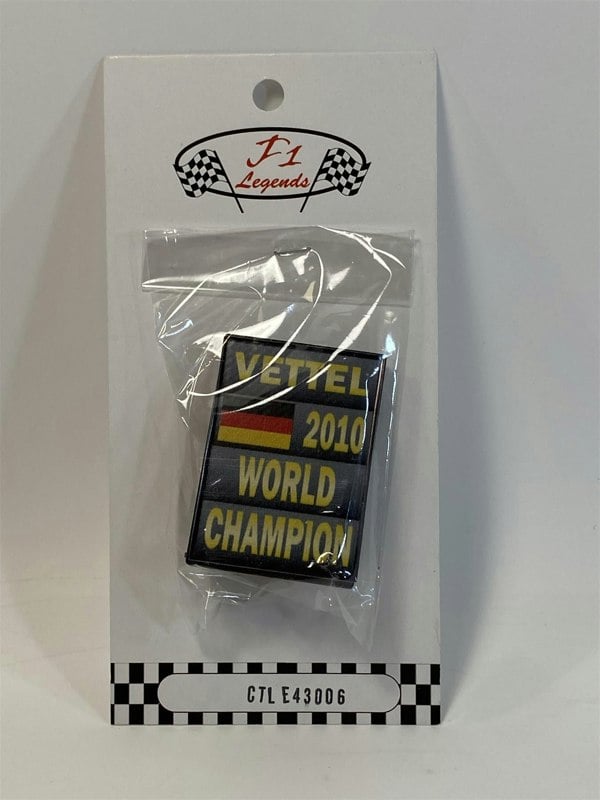 F1
Legends
VETTEL
2010
WORLD
CHAMPION
CTL E43006